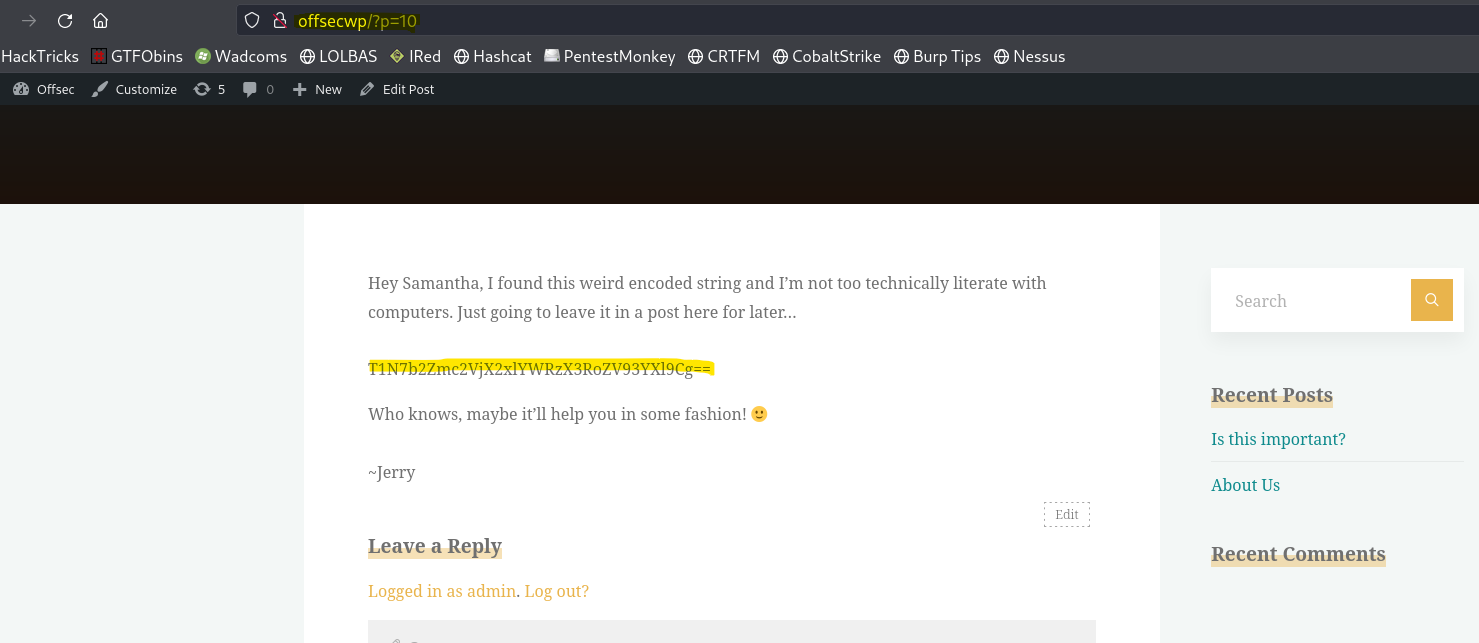 offsecwp/?p=10
HackTricks GTFObins Wadcoms LOLBAS IRed Hashcat PentestMonkey CRTFM CobaltStrike Burp Tips Nessus
Offsec Customize 5 0 New Edit Post
Hey Samantha, I found this weird encoded string and I’m not too technically literate with
computers. Just going to leave it in a post here for later…
T1N7b2Zmc2VjX2xlYWRzX3RoZV93YXl9Cg==
Who knows, maybe it’ll help you in some fashion! 🙂
~Jerry
Edit
Leave a Reply
Logged in as admin. Log out?
Search
Recent Posts
Is this important?
About Us
Recent Comments